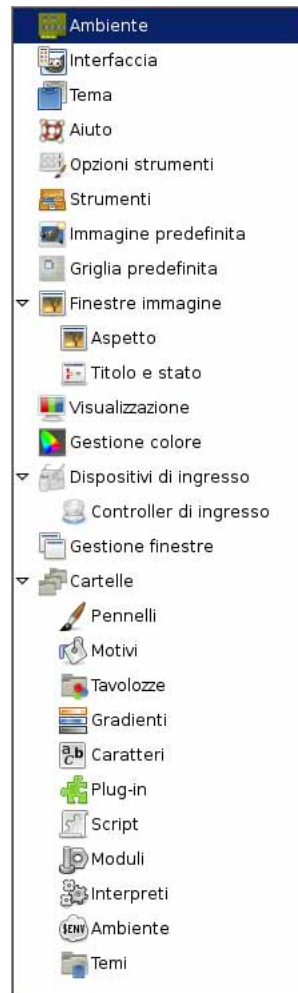 Ambiente
Interfaccia
Tema
Aiuto
Opzioni strumenti
Strumenti
Immagine predefinita
Griglia predefinita
Finestre immagine
Aspetto
Titolo e stato
Visualizzazione
Gestione colore
Dispositivi di ingresso
Controller di ingresso
Gestione finestre
Cartelle
Pennelli
Motivi
Tavolozze
Gradienti
a,b c Caratteri
Plug-in
Script
Moduli
Interpreti
$ENV Ambiente
Temi